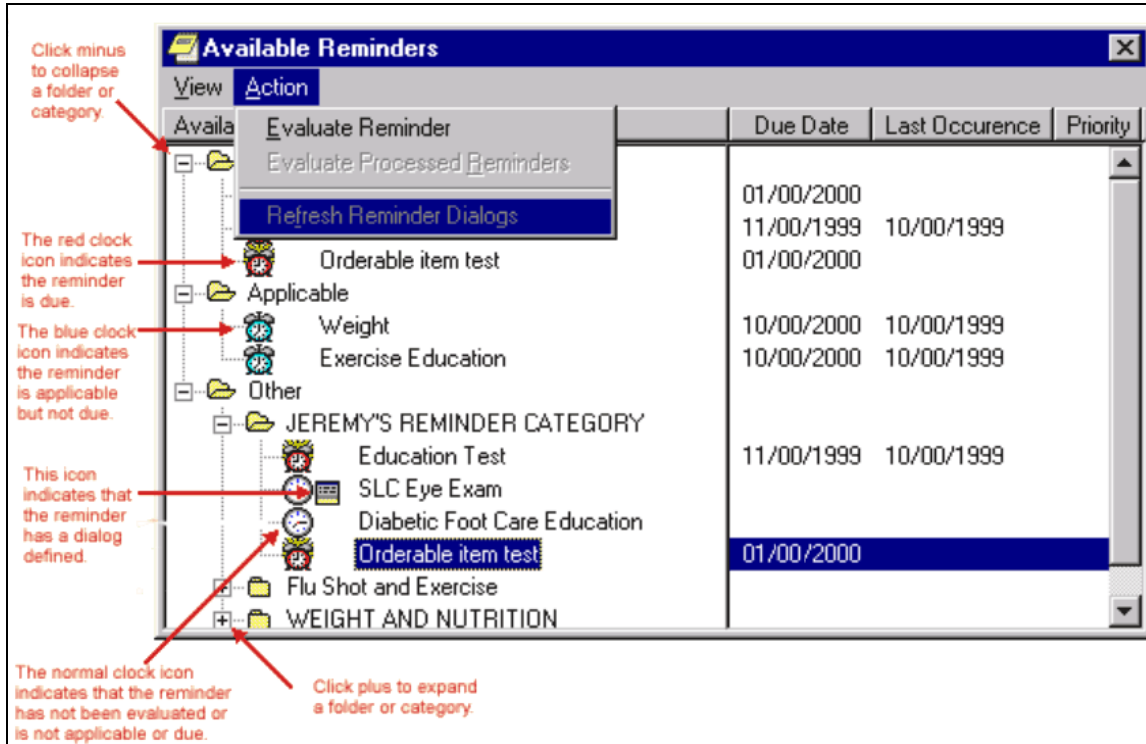 Click minus
to collapse
a folder or
category.
Available Reminders
View Action
Availa Due Date Last Occurence Priority
Evaluate Reminder
Evaluate Processed Reminders
Refresh Reminder Dialogs
01/00/2000
11/00/1999 10/00/1999
The red clock
icon indicates
the reminder
is due.
Orderable item test 01/00/2000
Applicable
The blue clock
icon indicates
the reminder
is applicable
but not due.
Weight 10/00/2000 10/00/1999
Exercise Education 10/00/2000 10/00/1999
Other
JEREMY'S REMINDER CATEGORY
Education Test 11/00/1999 10/00/1999
This icon
indicates that
the reminder
has a dialog
defined.
SLC Eye Exam
Diabetic Foot Care Education
Orderable item test 01/00/2000
Flu Shot and Exercise
WEIGHT AND NUTRITION
The normal clock icon
indicates that the reminder
has not been evaluated or
is not applicable or due.
Click plus to expand
a folder or category.